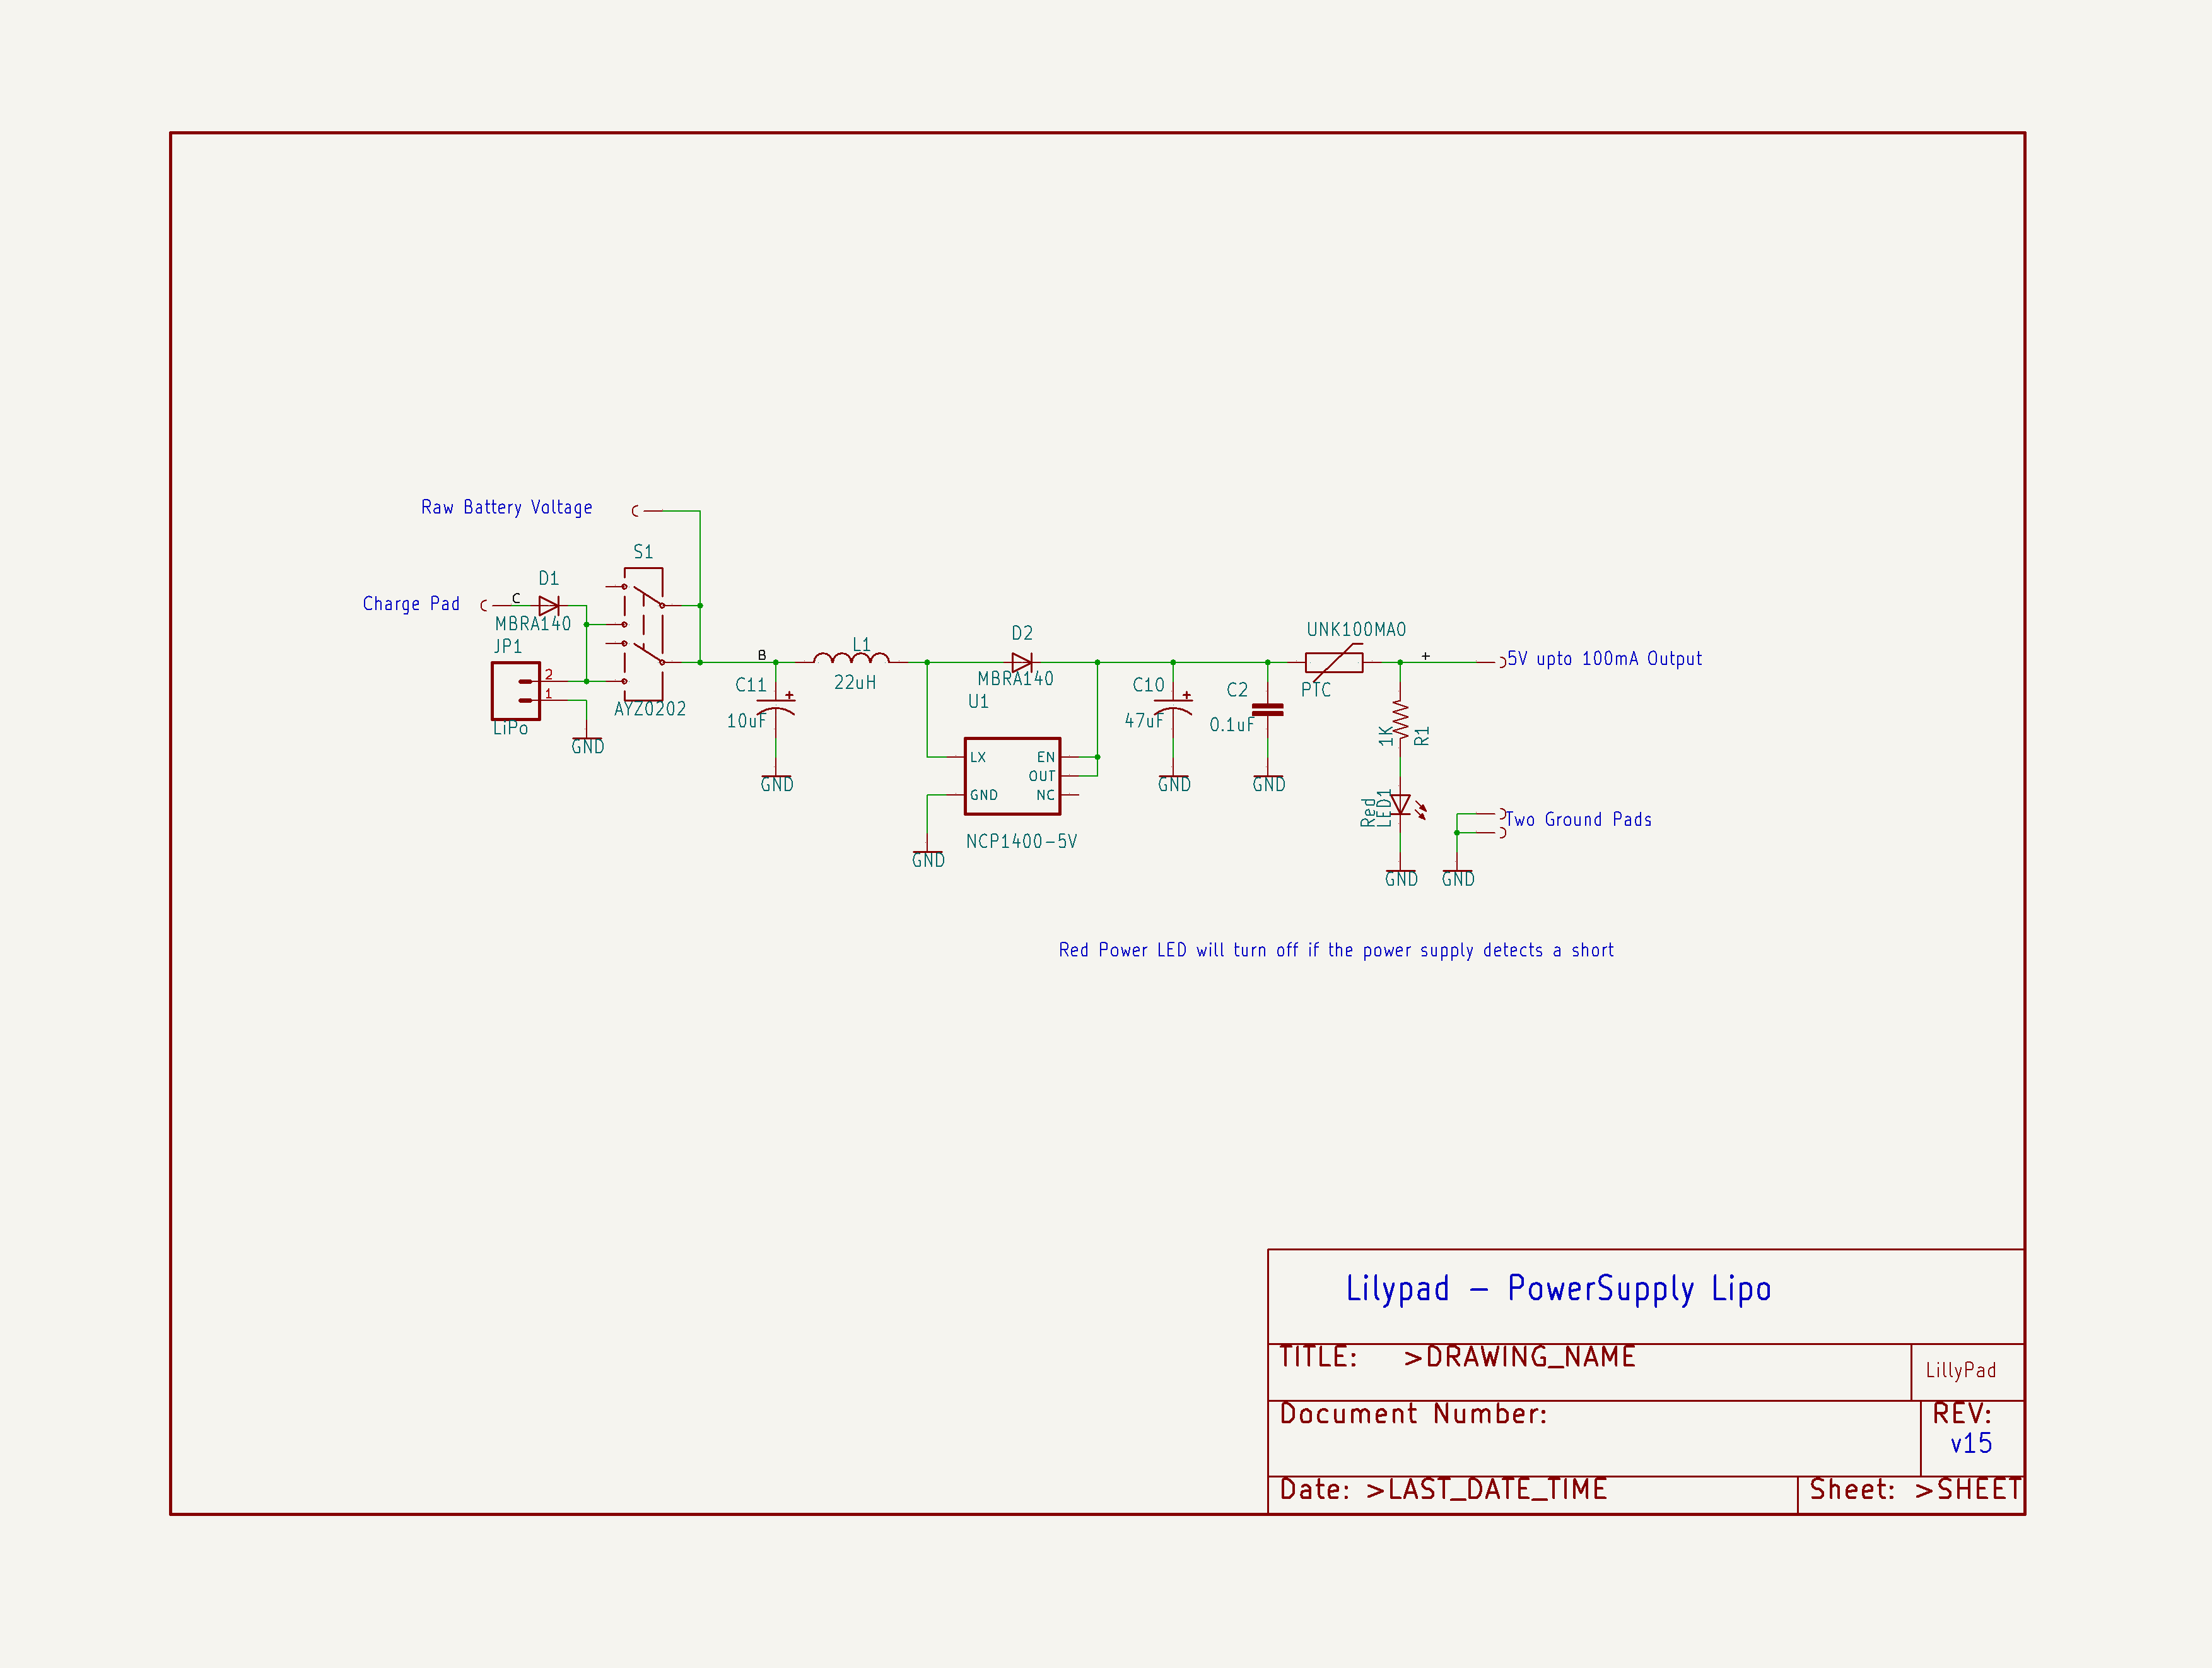 Raw Battery Voltage
S1
D1
C
Charge Pad
MBRA140
JP1
2
1
LiPo
GND
AYZ0202
B
C11
10uF
GND
L1
22uH
D2
MBRA140
U1
LX
EN
OUT
GND
NC
NCP1400-5V
GND
C10
47uF
GND
C2
0.1uF
GND
UNK100MA0
PTC
+
5V upto 100mA Output
1K
R1
Red
LED1
GND
Two Ground Pads
GND
Red Power LED will turn off if the power supply detects a short
Lilypad - PowerSupply Lipo
TITLE: >DRAWING_NAME
LillyPad
Document Number:
REV:
v15
Date: >LAST_DATE_TIME
Sheet: >SHEET